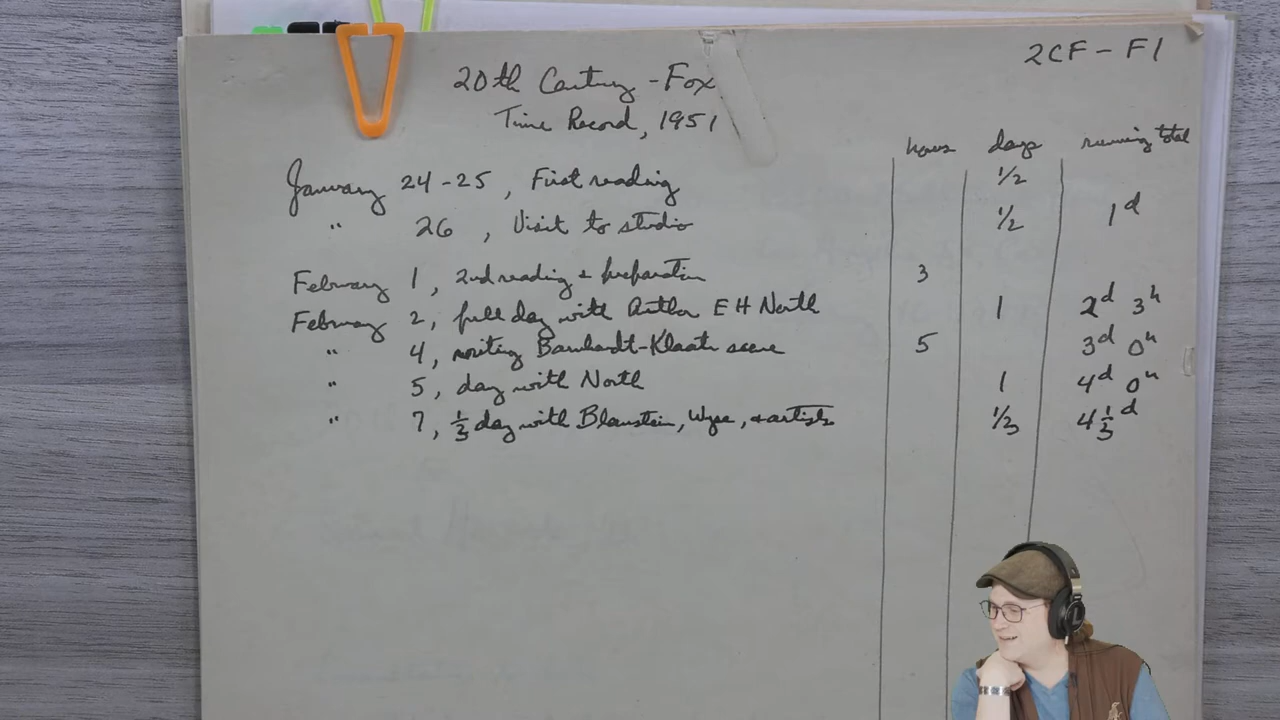 2CF-F1
20th Century-Fox
Time Record, 1951
hours days running total
January 24-25, First reading 1/2
" 26, Visit to studio 1/2 1d
February 1, 2nd reading & preparation 3
February 2, full day with Author E H North 1 2d 3h
" 4, writing Barnhardt-Klaatu scene 5 3d 0h
" 5, day with North 1 4d 0h
" 7, 1/3 day with Blaustein, Wyse, & artists 1/3 4 1/3 d